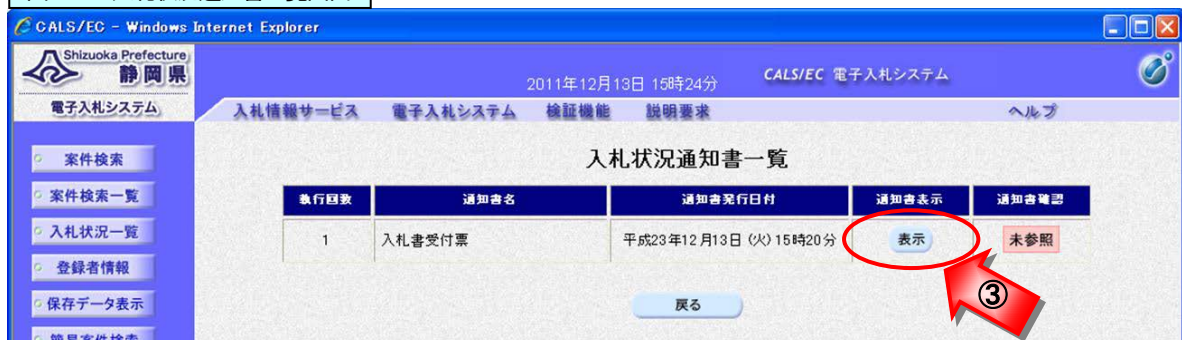 CALS/EC - Windows Internet Explorer
Shizuoka Prefecture
静岡県
電子入札システム
2011年12月13日 15時24分
CALS/EC 電子入札システム
入札情報サービス 電子入札システム 検証機能 説明要求 ヘルプ
案件検索
案件検索一覧
入札状況一覧
登録者情報
保存データ表示
入札状況通知書一覧
執行回数 通知書名 通知書発行日付 通知書表示 通知書確認
1 入札書受付票 平成23年12月13日 (火) 15時20分 表示 未参照
戻る
③